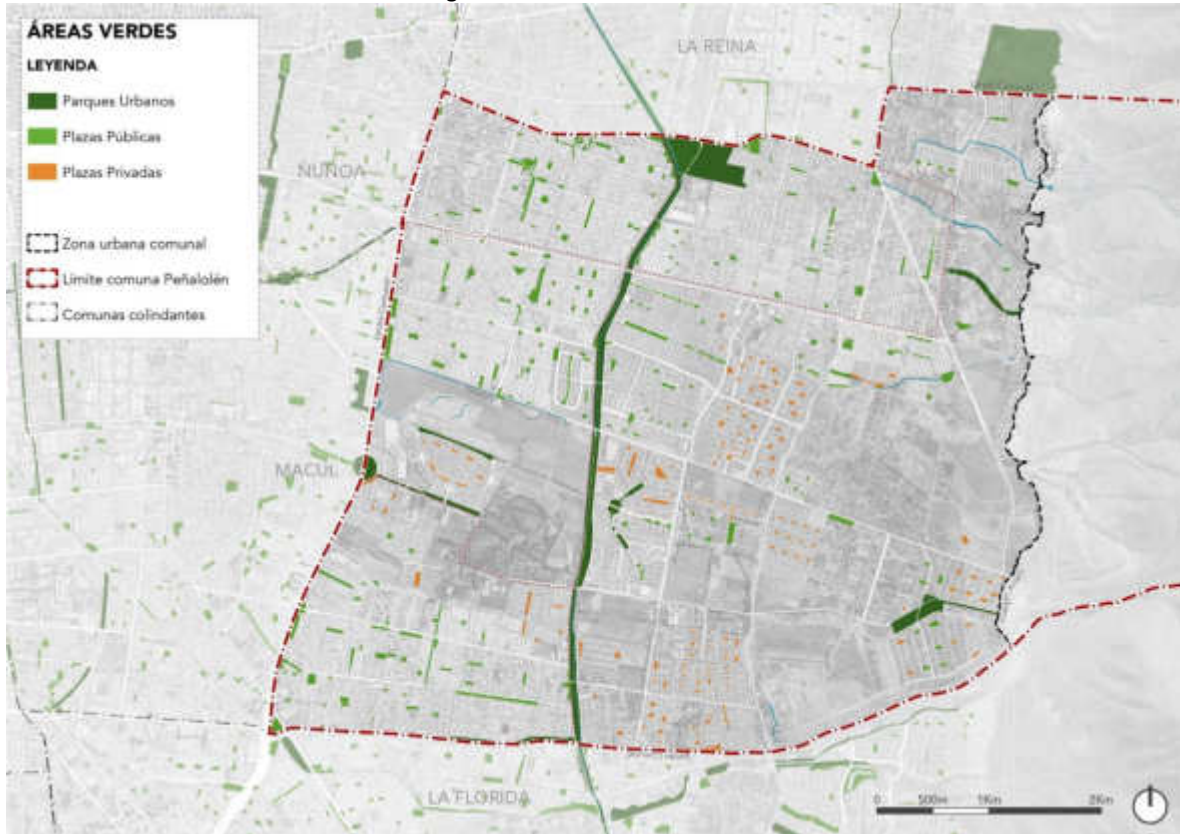 ÁREAS VERDES
LEYENDA
Parques Urbanos
Plazas Públicas
Plazas Privadas
Zona urbana comunal
Límite comuna Peñalolén
Comunas colindantes
LA REINA
ÑUÑOA
MACUL
LA FLORIDA
0 500m 1Km 2Km